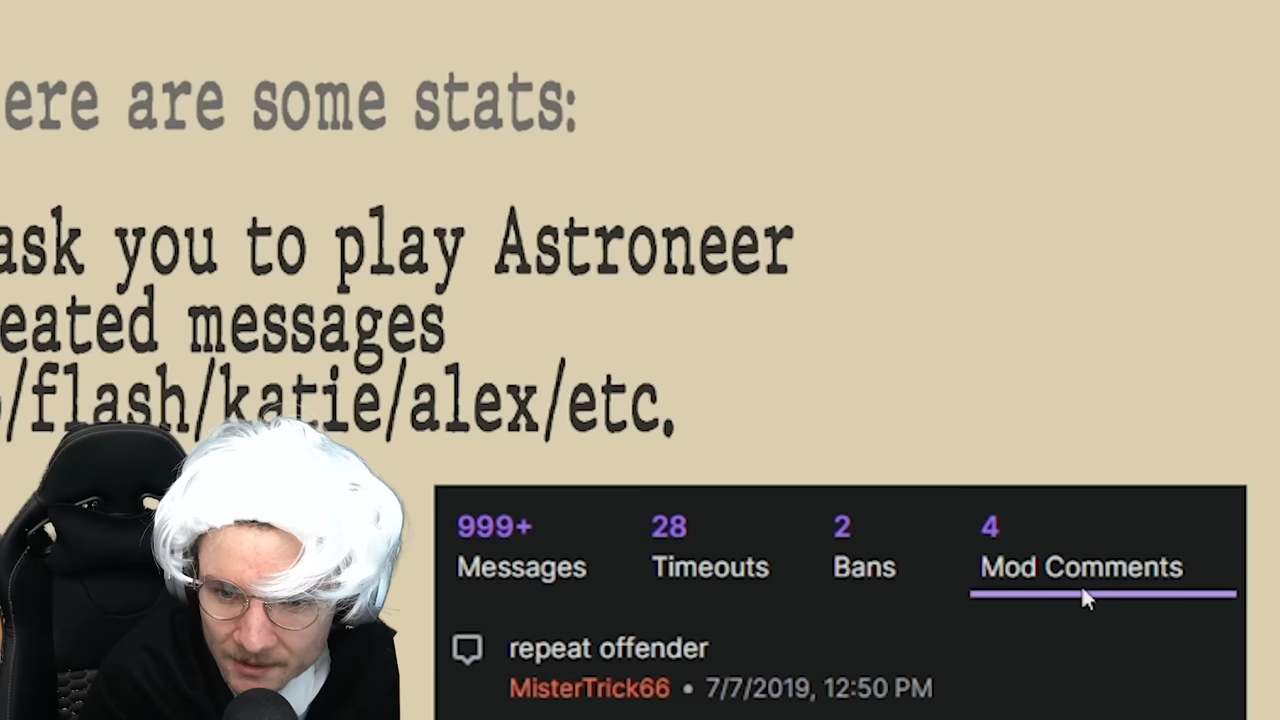 ere are some stats:
ask you to play Astroneer
eated messages
/flash/katie/alex/etc.
999+ 28 2 4
Messages Timeouts Bans Mod Comments
repeat offender
MisterTrick66 • 7/7/2019, 12:50 PM